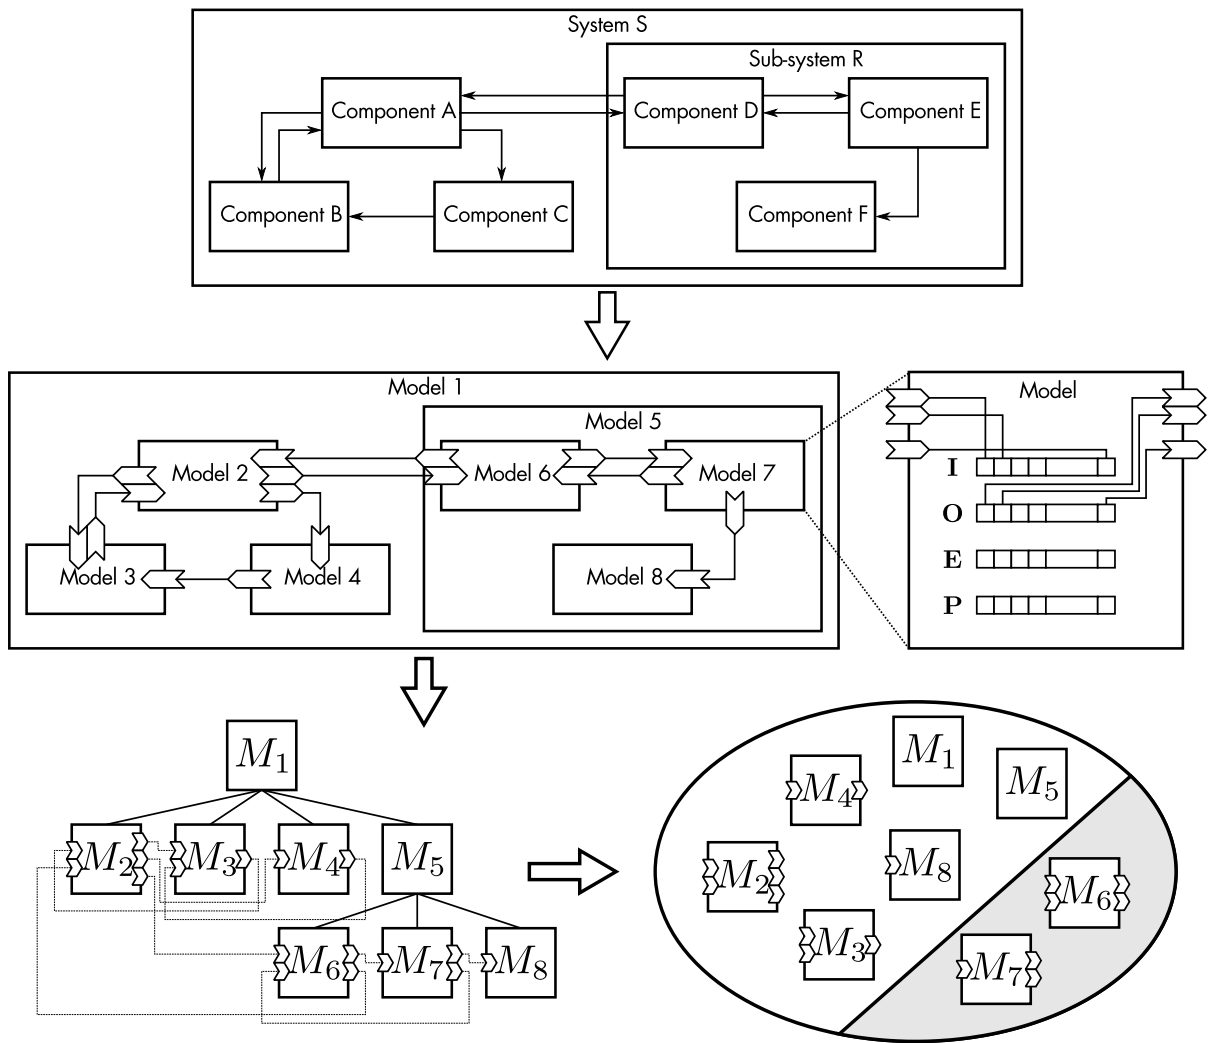 System S
Sub-system R
Component A
Component D
Component E
Component B
Component C
Component F
Model 1
Model
Model 5
Model 2
Model 6
Model 7
I
O
Model 3
Model 4
Model 8
E
P
M1
M2
M3
M4
M5
M6
M7
M8
M1
M5
M4
M8
M2
M6
M3
M7